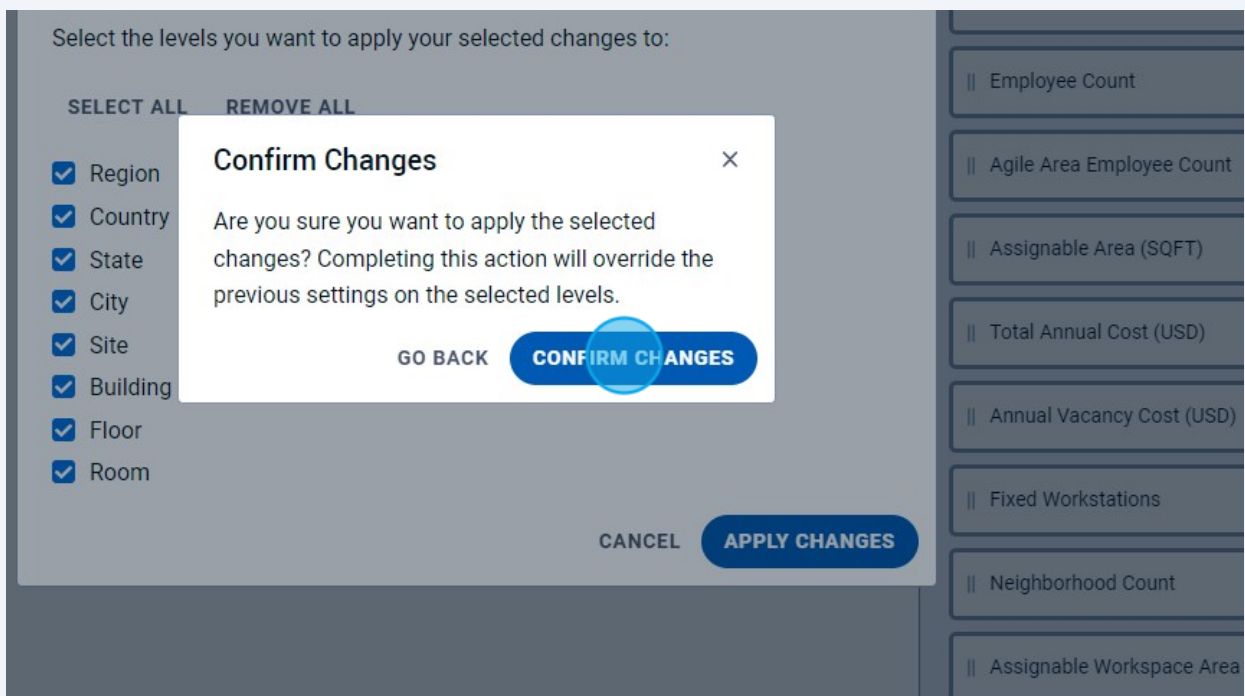 Select the levels you want to apply your selected changes to:
SELECT ALL REMOVE ALL
Region
Country
State
City
Site
Building
Floor
Room
Confirm Changes
Are you sure you want to apply the selected
changes? Completing this action will override the
previous settings on the selected levels.
GO BACK CONFIRM CHANGES
CANCEL APPLY CHANGES
Employee Count
Agile Area Employee Count
Assignable Area (SQFT)
Total Annual Cost (USD)
Annual Vacancy Cost (USD)
Fixed Workstations
Neighborhood Count
Assignable Workspace Area